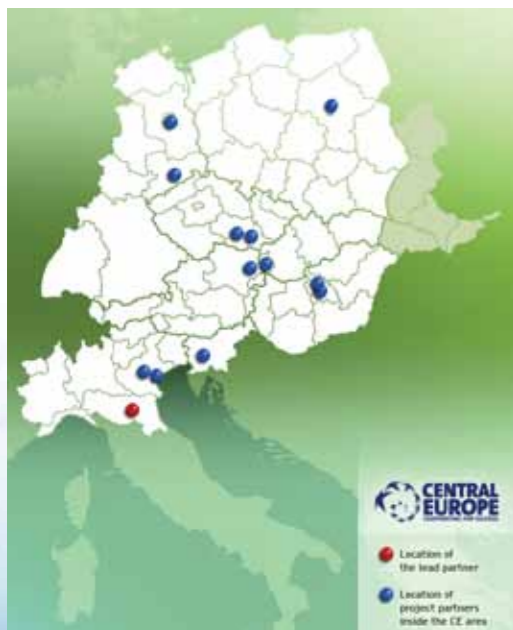 CENTRAL
EUROPE
COOPERATING FOR SUCCESS
Location of
the lead partner
Location of
project partners
inside the CE area